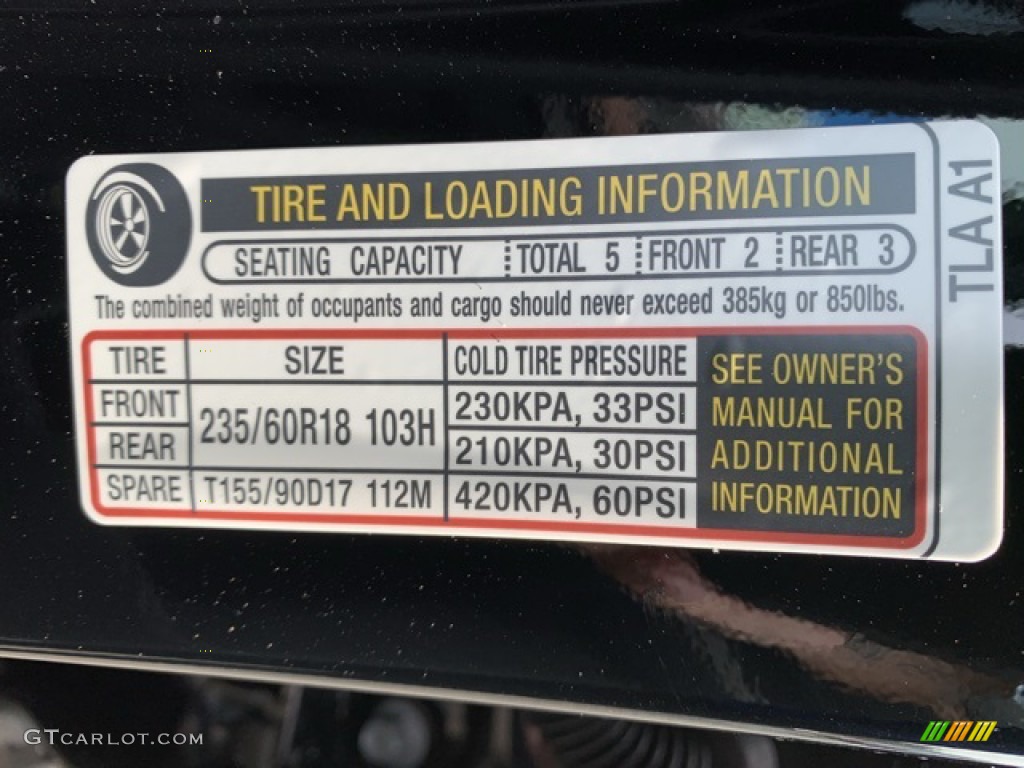 TIRE AND LOADING INFORMATION
SEATING CAPACITY TOTAL 5 FRONT 2 REAR 3
The combined weight of occupants and cargo should never exceed 385kg or 850lbs.
TIRE SIZE COLD TIRE PRESSURE
FRONT 235/60R18 103H 230KPA, 33PSI
REAR 210KPA, 30PSI
SPARE T155/90D17 112M 420KPA, 60PSI
SEE OWNER'S
MANUAL FOR
ADDITIONAL
INFORMATION
TLA A1
GTCARLOT.COM